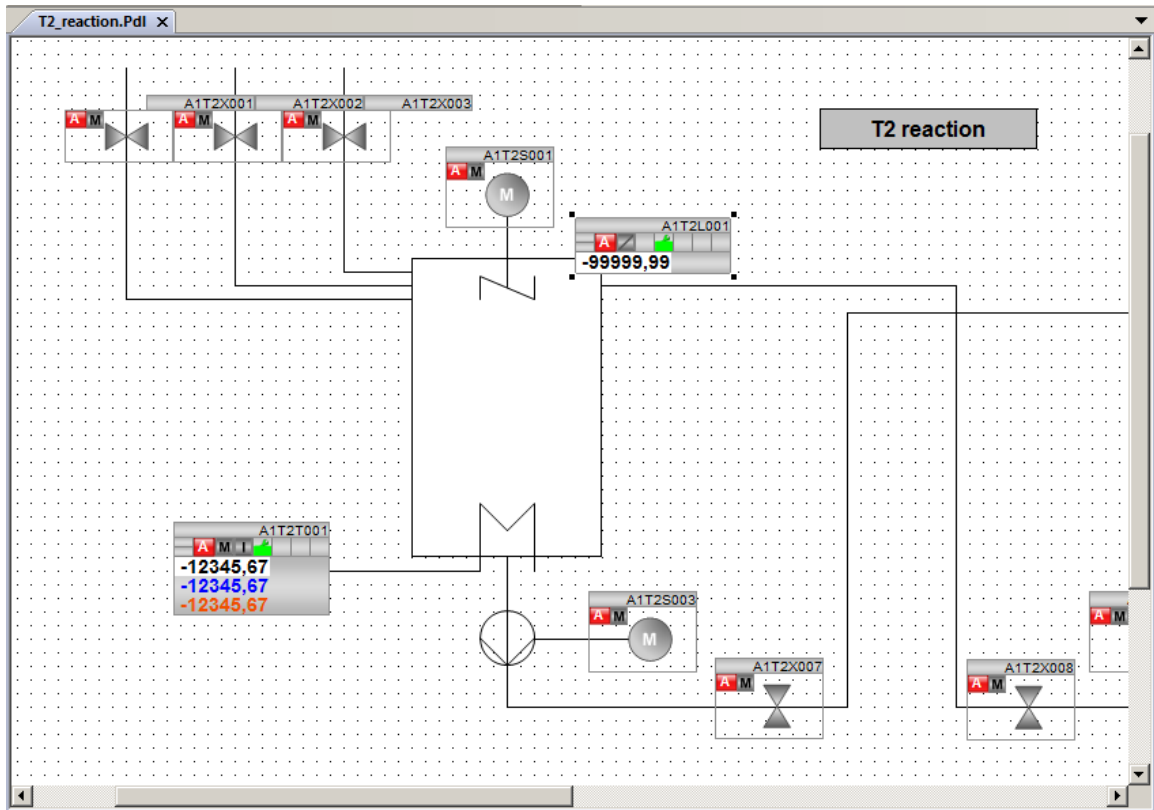 T2_reaction.Pdl
A1T2X001 A1T2X002 A1T2X003
A M A M A M
T2 reaction
A1T2S001
A M
M
A1T2L001
A
-99999,99
A1T2T001
A M I
-12345,67
-12345,67
-12345,67
A1T2S003
A M
M
A M
A1T2X007
A M
A1T2X008
A M